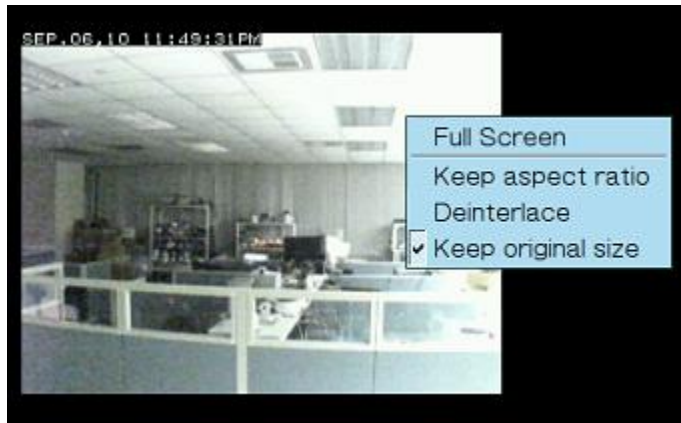 SEP.06,10 11:49:31PM
Full Screen
Keep aspect ratio
Deinterlace
Keep original size